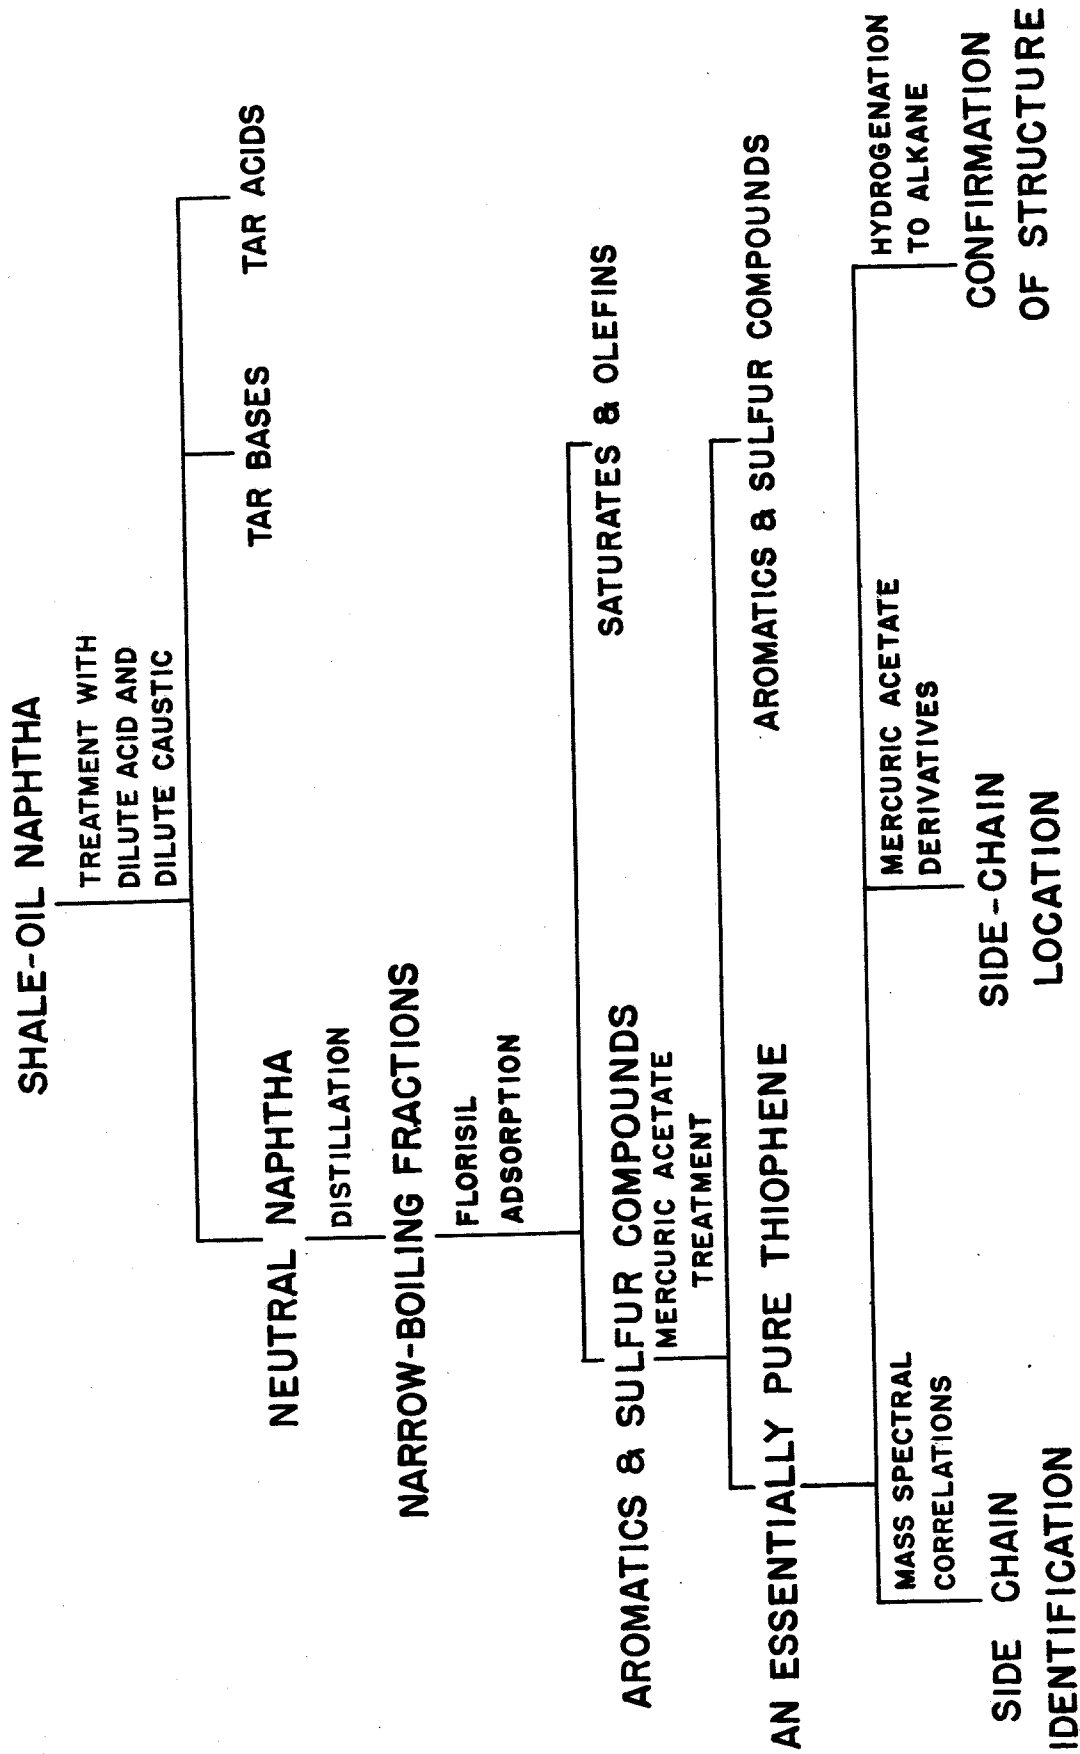 SHALE-OIL NAPHTHA
TREATMENT WITH
DILUTE ACID AND
DILUTE CAUSTIC
NEUTRAL NAPHTHA
TAR BASES
TAR ACIDS
DISTILLATION
NARROW-BOILING FRACTIONS
FLORISIL
ADSORPTION
AROMATICS & SULFUR COMPOUNDS
SATURATES & OLEFINS
MERCURIC ACETATE
TREATMENT
AN ESSENTIALLY PURE THIOPHENE
AROMATICS & SULFUR COMPOUNDS
MASS SPECTRAL
CORRELATIONS
MERCURIC ACETATE
DERIVATIVES
HYDROGENATION
TO ALKANE
SIDE CHAIN
IDENTIFICATION
SIDE-CHAIN
LOCATION
CONFIRMATION
OF STRUCTURE